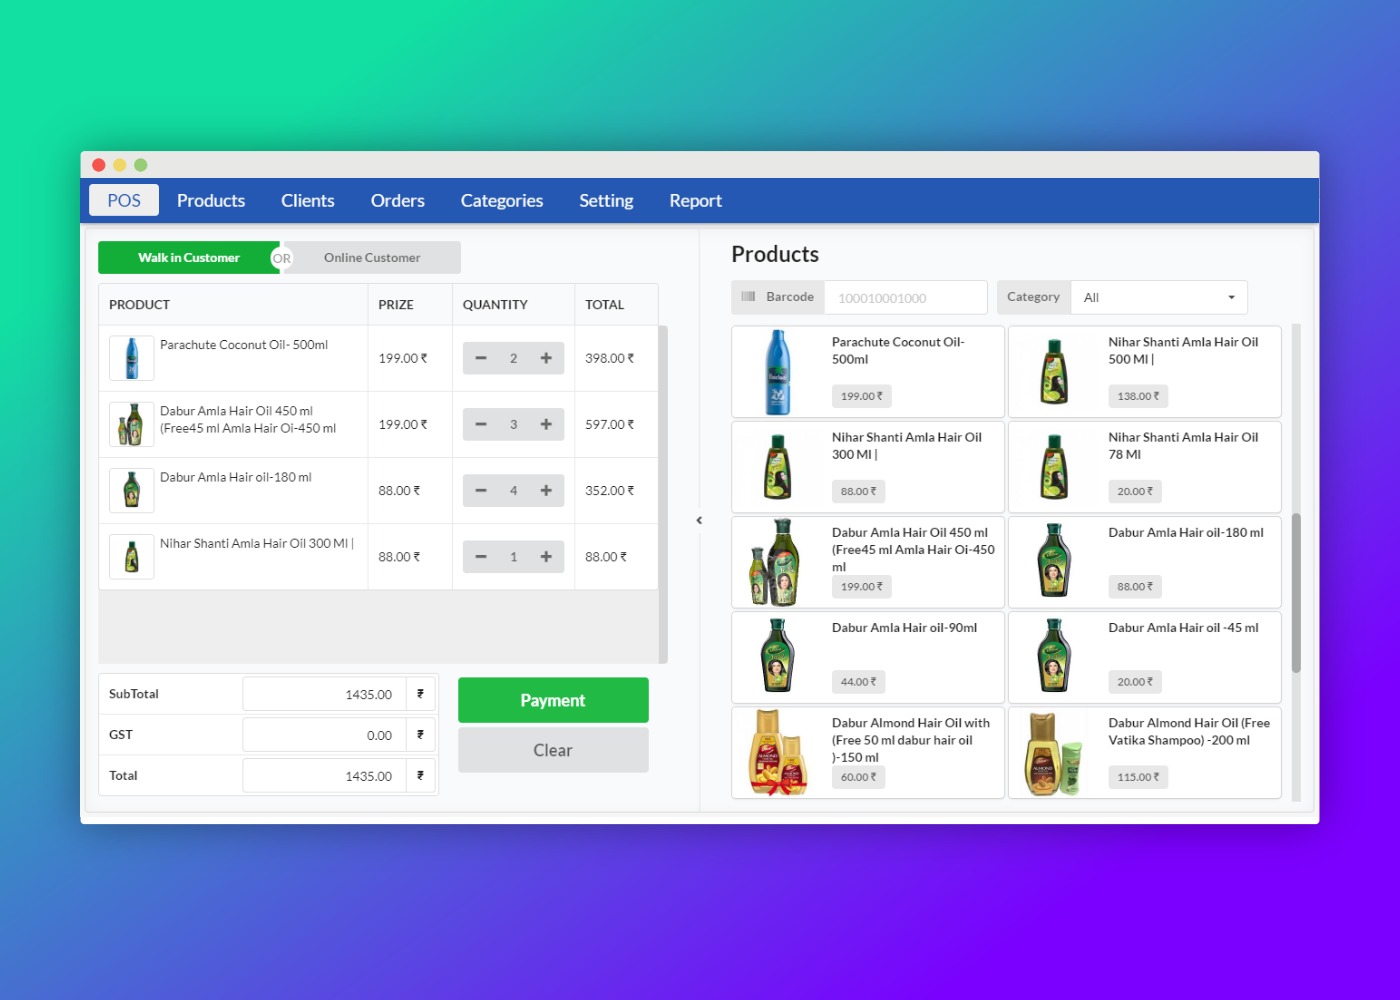 POS Products Clients Orders Categories Setting Report
Walk in Customer OR Online Customer
PRODUCT PRIZE QUANTITY TOTAL
Parachute Coconut Oil- 500ml
199.00 ₹ − 2 + 398.00 ₹
Dabur Amla Hair Oil 450 ml
(Free45 ml Amla Hair Oi-450 ml
199.00 ₹ − 3 + 597.00 ₹
Dabur Amla Hair oil-180 ml
88.00 ₹ − 4 + 352.00 ₹
Nihar Shanti Amla Hair Oil 300 Ml |
88.00 ₹ − 1 + 88.00 ₹
SubTotal 1435.00 ₹
GST 0.00 ₹
Total 1435.00 ₹
Payment
Clear
Products
Barcode 100010001000 Category All
Parachute Coconut Oil-
500ml
199.00 ₹
Nihar Shanti Amla Hair Oil
500 Ml |
138.00 ₹
Nihar Shanti Amla Hair Oil
300 Ml |
88.00 ₹
Nihar Shanti Amla Hair Oil
78 Ml
20.00 ₹
Dabur Amla Hair Oil 450 ml
(Free45 ml Amla Hair Oi-450
ml
199.00 ₹
Dabur Amla Hair oil-180 ml
88.00 ₹
Dabur Amla Hair oil-90ml
44.00 ₹
Dabur Amla Hair oil -45 ml
20.00 ₹
Dabur Almond Hair Oil with
(Free 50 ml dabur hair oil
)-150 ml
60.00 ₹
Dabur Almond Hair Oil (Free
Vatika Shampoo) -200 ml
115.00 ₹